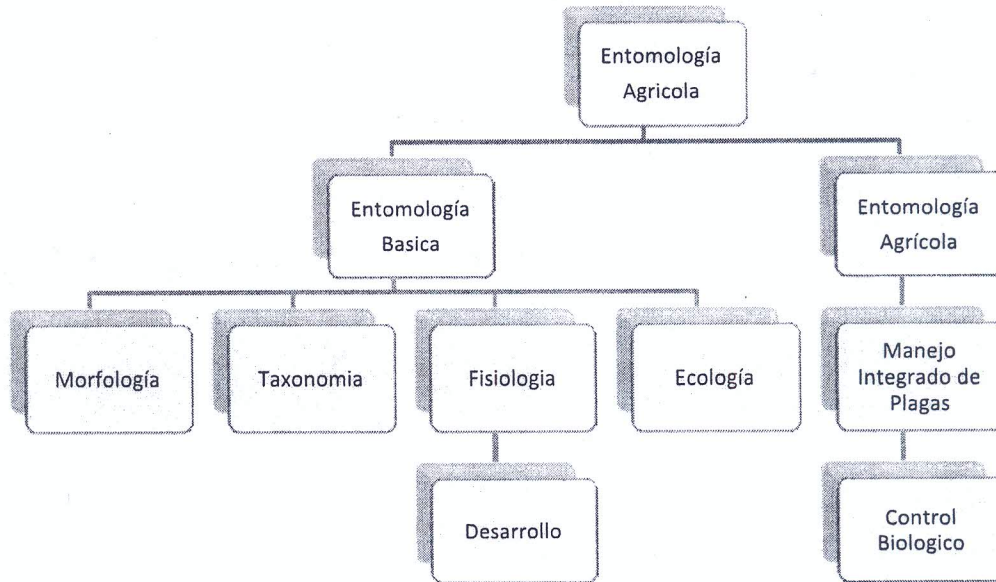 Entomología
Agricola
Entomología
Basica
Entomología
Agrícola
Morfología
Taxonomia
Fisiologia
Ecología
Manejo
Integrado de
Plagas
Desarrollo
Control
Biologico